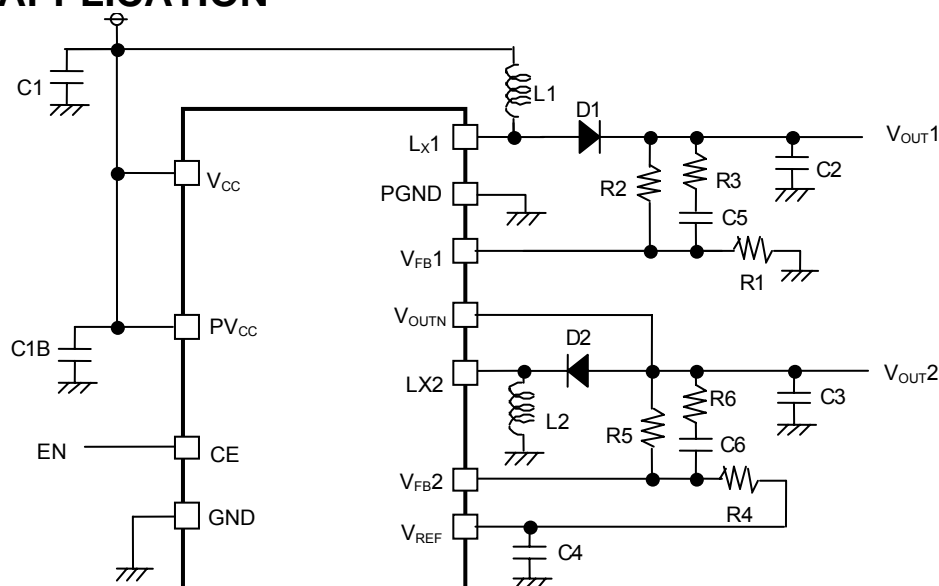 APPLICATION
C1
L1
D1
LX1
VOUT1
VCC
R2
R3
C2
PGND
C5
VFB1
R1
VOUTN
PVCC
D2
C1B
LX2
VOUT2
R6
C3
L2
R5
EN
CE
C6
VFB2
R4
GND
VREF
C4